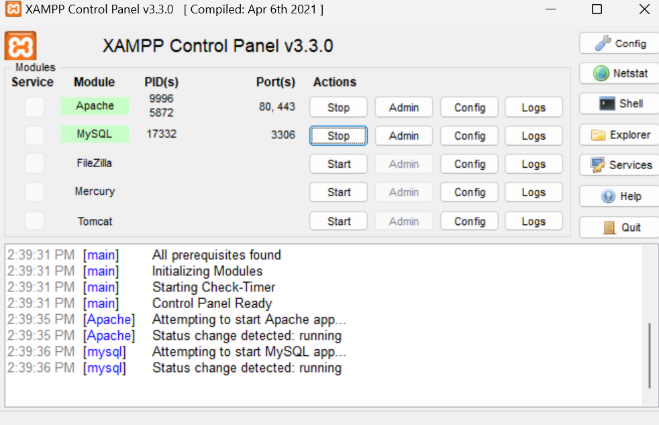 XAMPP Control Panel v3.3.0 [ Compiled: Apr 6th 2021 ]
XAMPP Control Panel v3.3.0
Config
Modules
Service Module PID(s) Port(s) Actions
Netstat
Apache 9996 5872 80, 443 Stop Admin Config Logs
Shell
MySQL 17332 3306 Stop Admin Config Logs
Explorer
FileZilla Start Admin Config Logs
Services
Mercury Start Admin Config Logs
Help
Tomcat Start Admin Config Logs
Quit
2:39:31 PM [main] All prerequisites found
2:39:31 PM [main] Initializing Modules
2:39:31 PM [main] Starting Check-Timer
2:39:31 PM [main] Control Panel Ready
2:39:35 PM [Apache] Attempting to start Apache app...
2:39:35 PM [Apache] Status change detected: running
2:39:36 PM [mysql] Attempting to start MySQL app...
2:39:36 PM [mysql] Status change detected: running